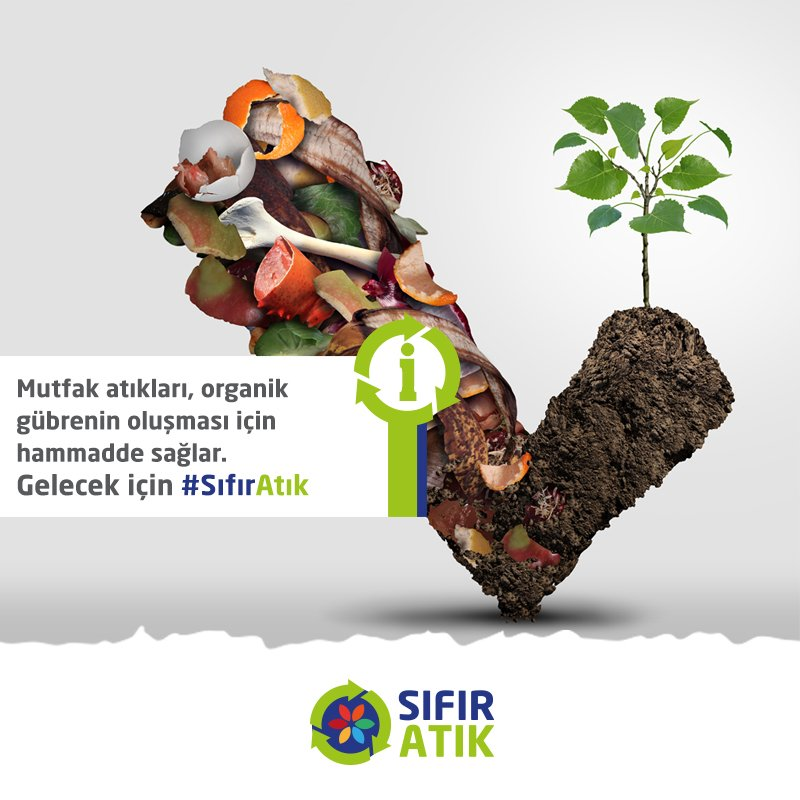 i
Mutfak atıkları, organik
gübrenin oluşması için
hammadde sağlar.
Gelecek için #SıfırAtık
SIFIR
ATIK